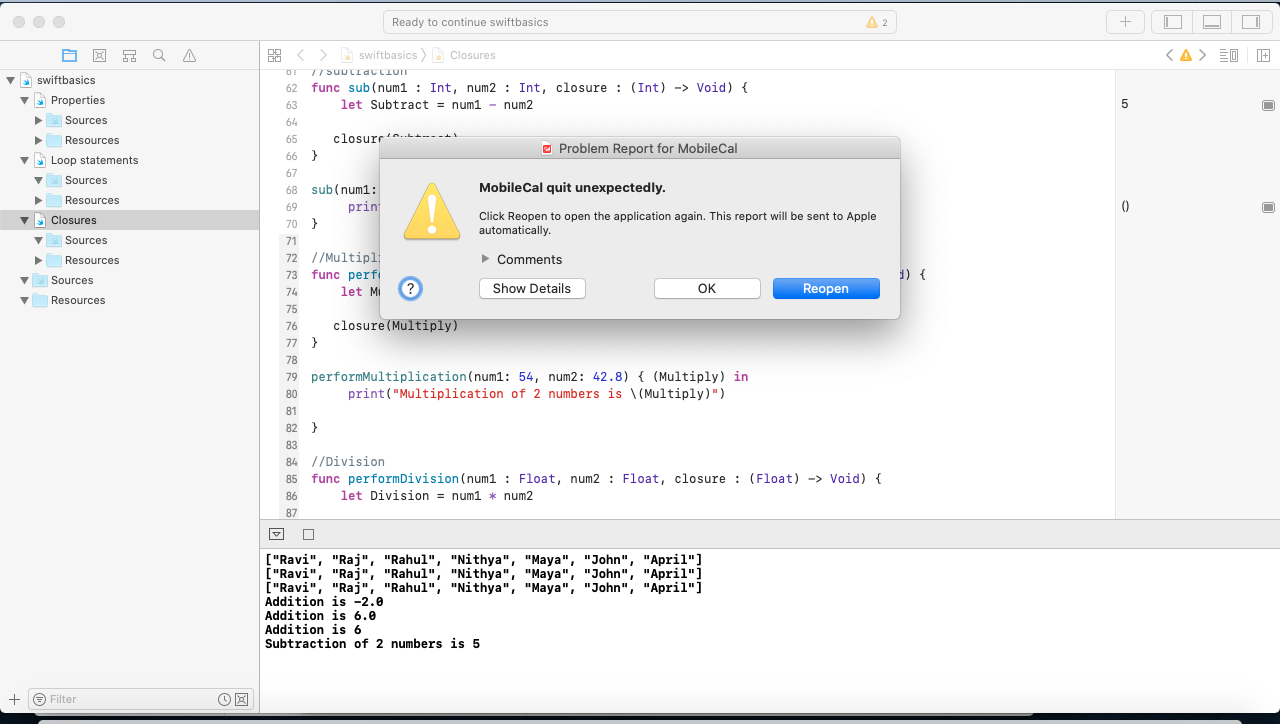 Ready to continue swiftbasics
2
swiftbasics
Closures
swiftbasics
Properties
Sources
Resources
Loop statements
Sources
Resources
Closures
Sources
Resources
Sources
Resources
Filter
61 //subtraction
62 func sub(num1 : Int, num2 : Int, closure : (Int) -> Void) {
63 let Subtract = num1 - num2
5
64
65 closure(Subtract)
66 }
67
68 sub(num1:
69 print
()
70 }
71
72 //Multipl
73 func perfo d) {
74 let Mu
75
76 closure(Multiply)
77 }
78
79 performMultiplication(num1: 54, num2: 42.8) { (Multiply) in
80 print("Multiplication of 2 numbers is \(Multiply)")
81
82 }
83
84 //Division
85 func performDivision(num1 : Float, num2 : Float, closure : (Float) -> Void) {
86 let Division = num1 * num2
87
Problem Report for MobileCal
MobileCal quit unexpectedly.
Click Reopen to open the application again. This report will be sent to Apple
automatically.
Comments
?
Show Details
OK
Reopen
["Ravi", "Raj", "Rahul", "Nithya", "Maya", "John", "April"]
["Ravi", "Raj", "Rahul", "Nithya", "Maya", "John", "April"]
["Ravi", "Raj", "Rahul", "Nithya", "Maya", "John", "April"]
Addition is -2.0
Addition is 6.0
Addition is 6
Subtraction of 2 numbers is 5